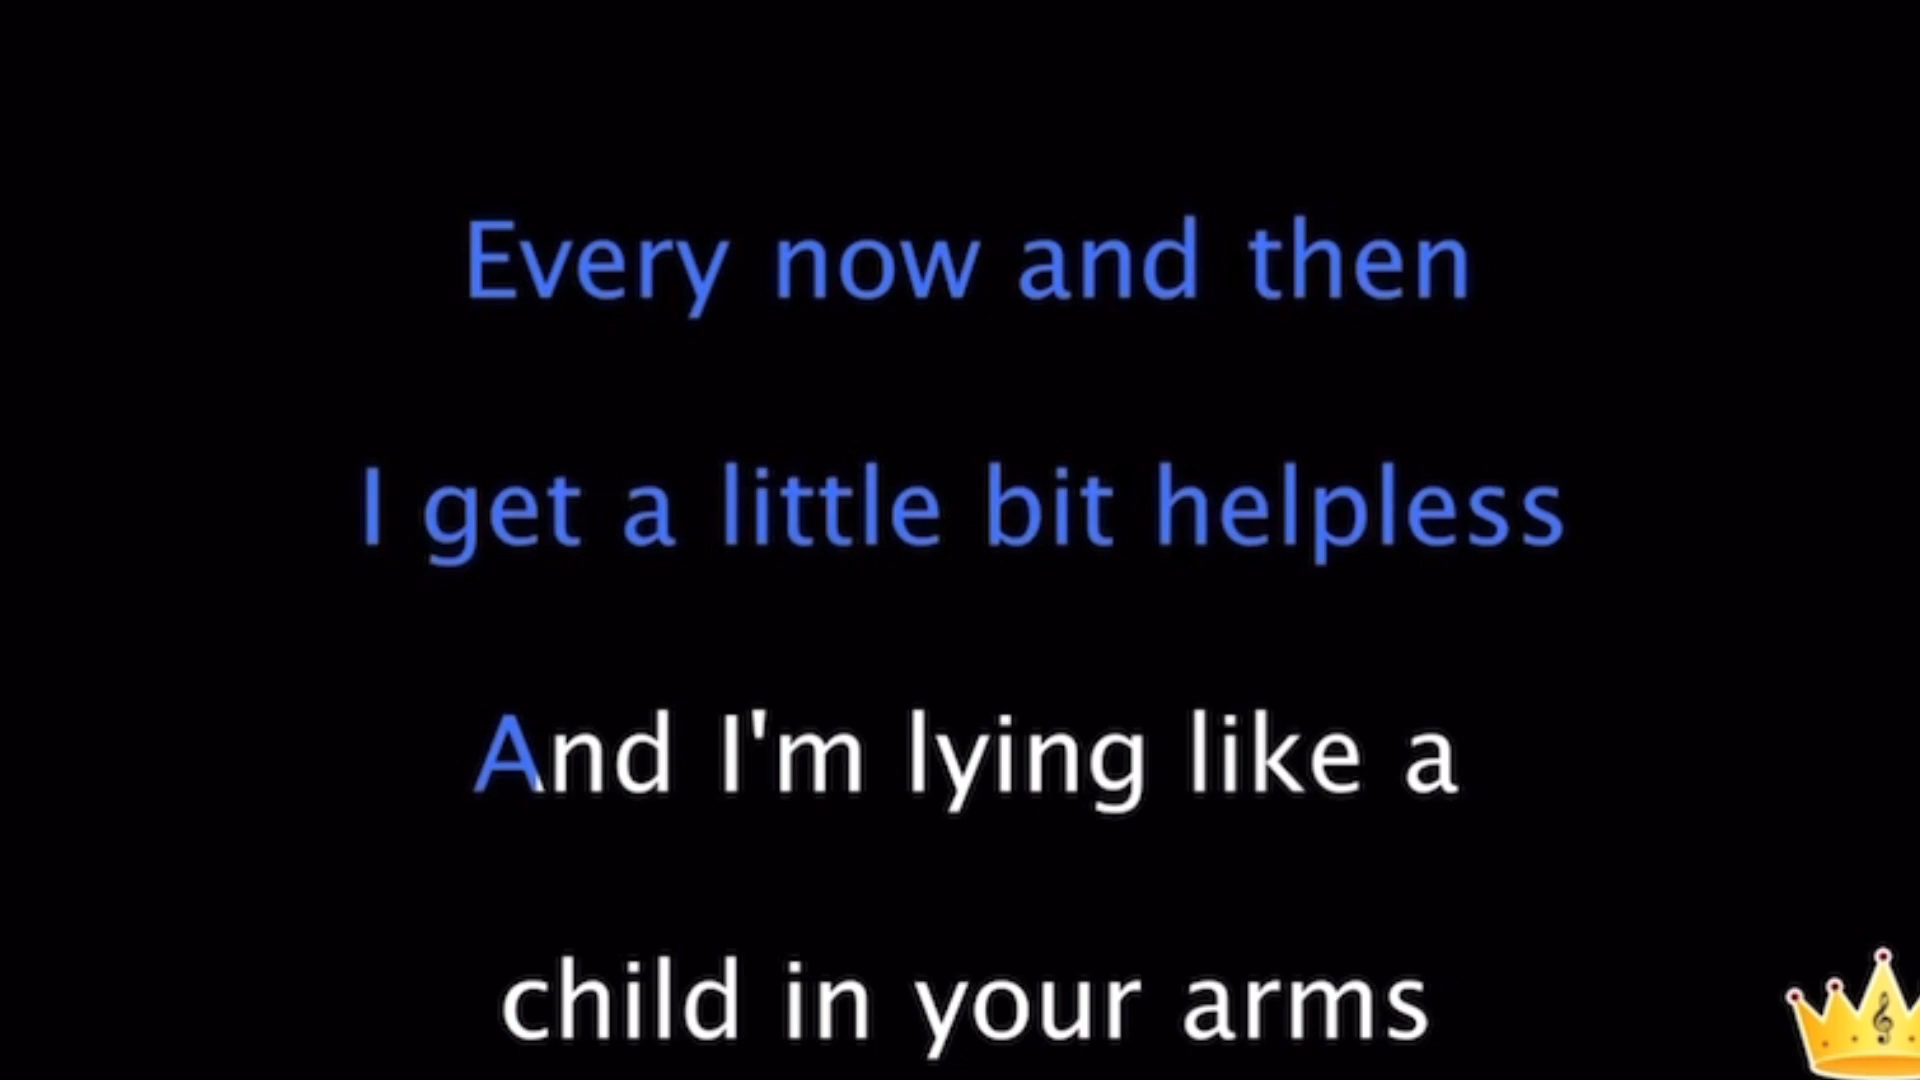 Every now and then
I get a little bit helpless
And I'm lying like a
child in your arms